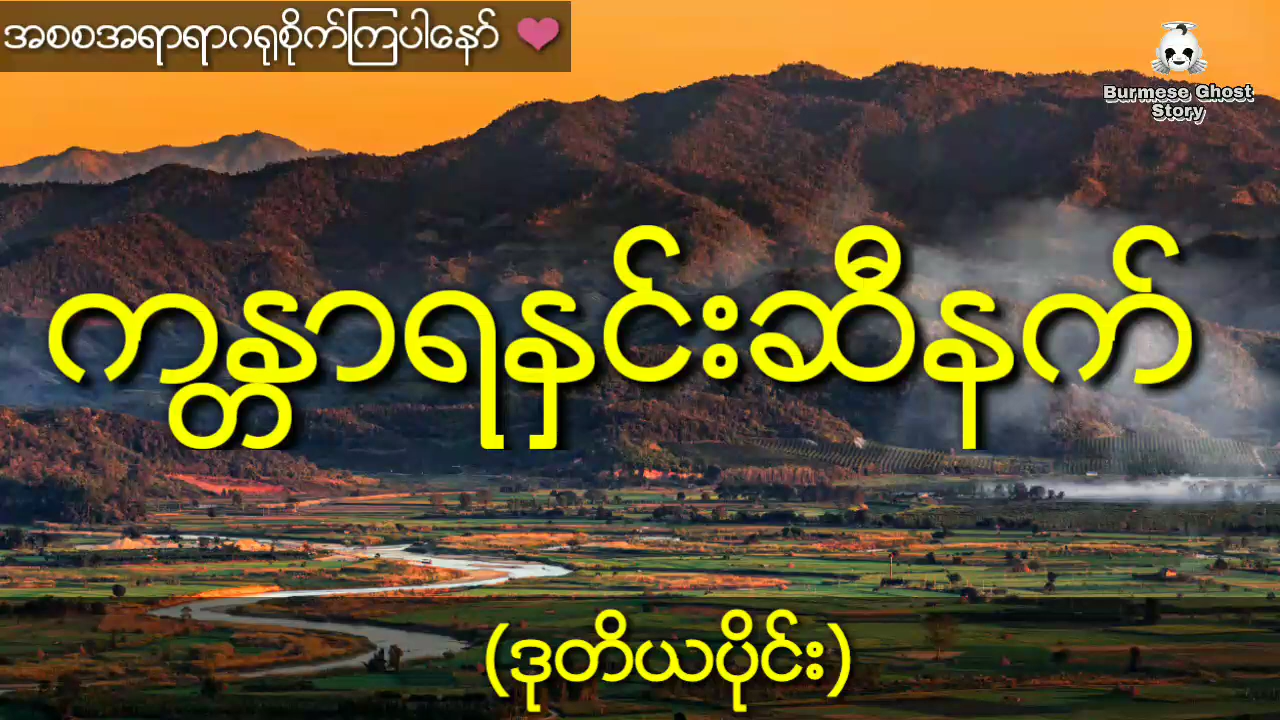 အစစအရာရာဂရုစိုက်ကြပါနော် ❤
Burmese Ghost
Story
ကန္တာရနှင်းဆီနက်
(ဒုတိယပိုင်း)